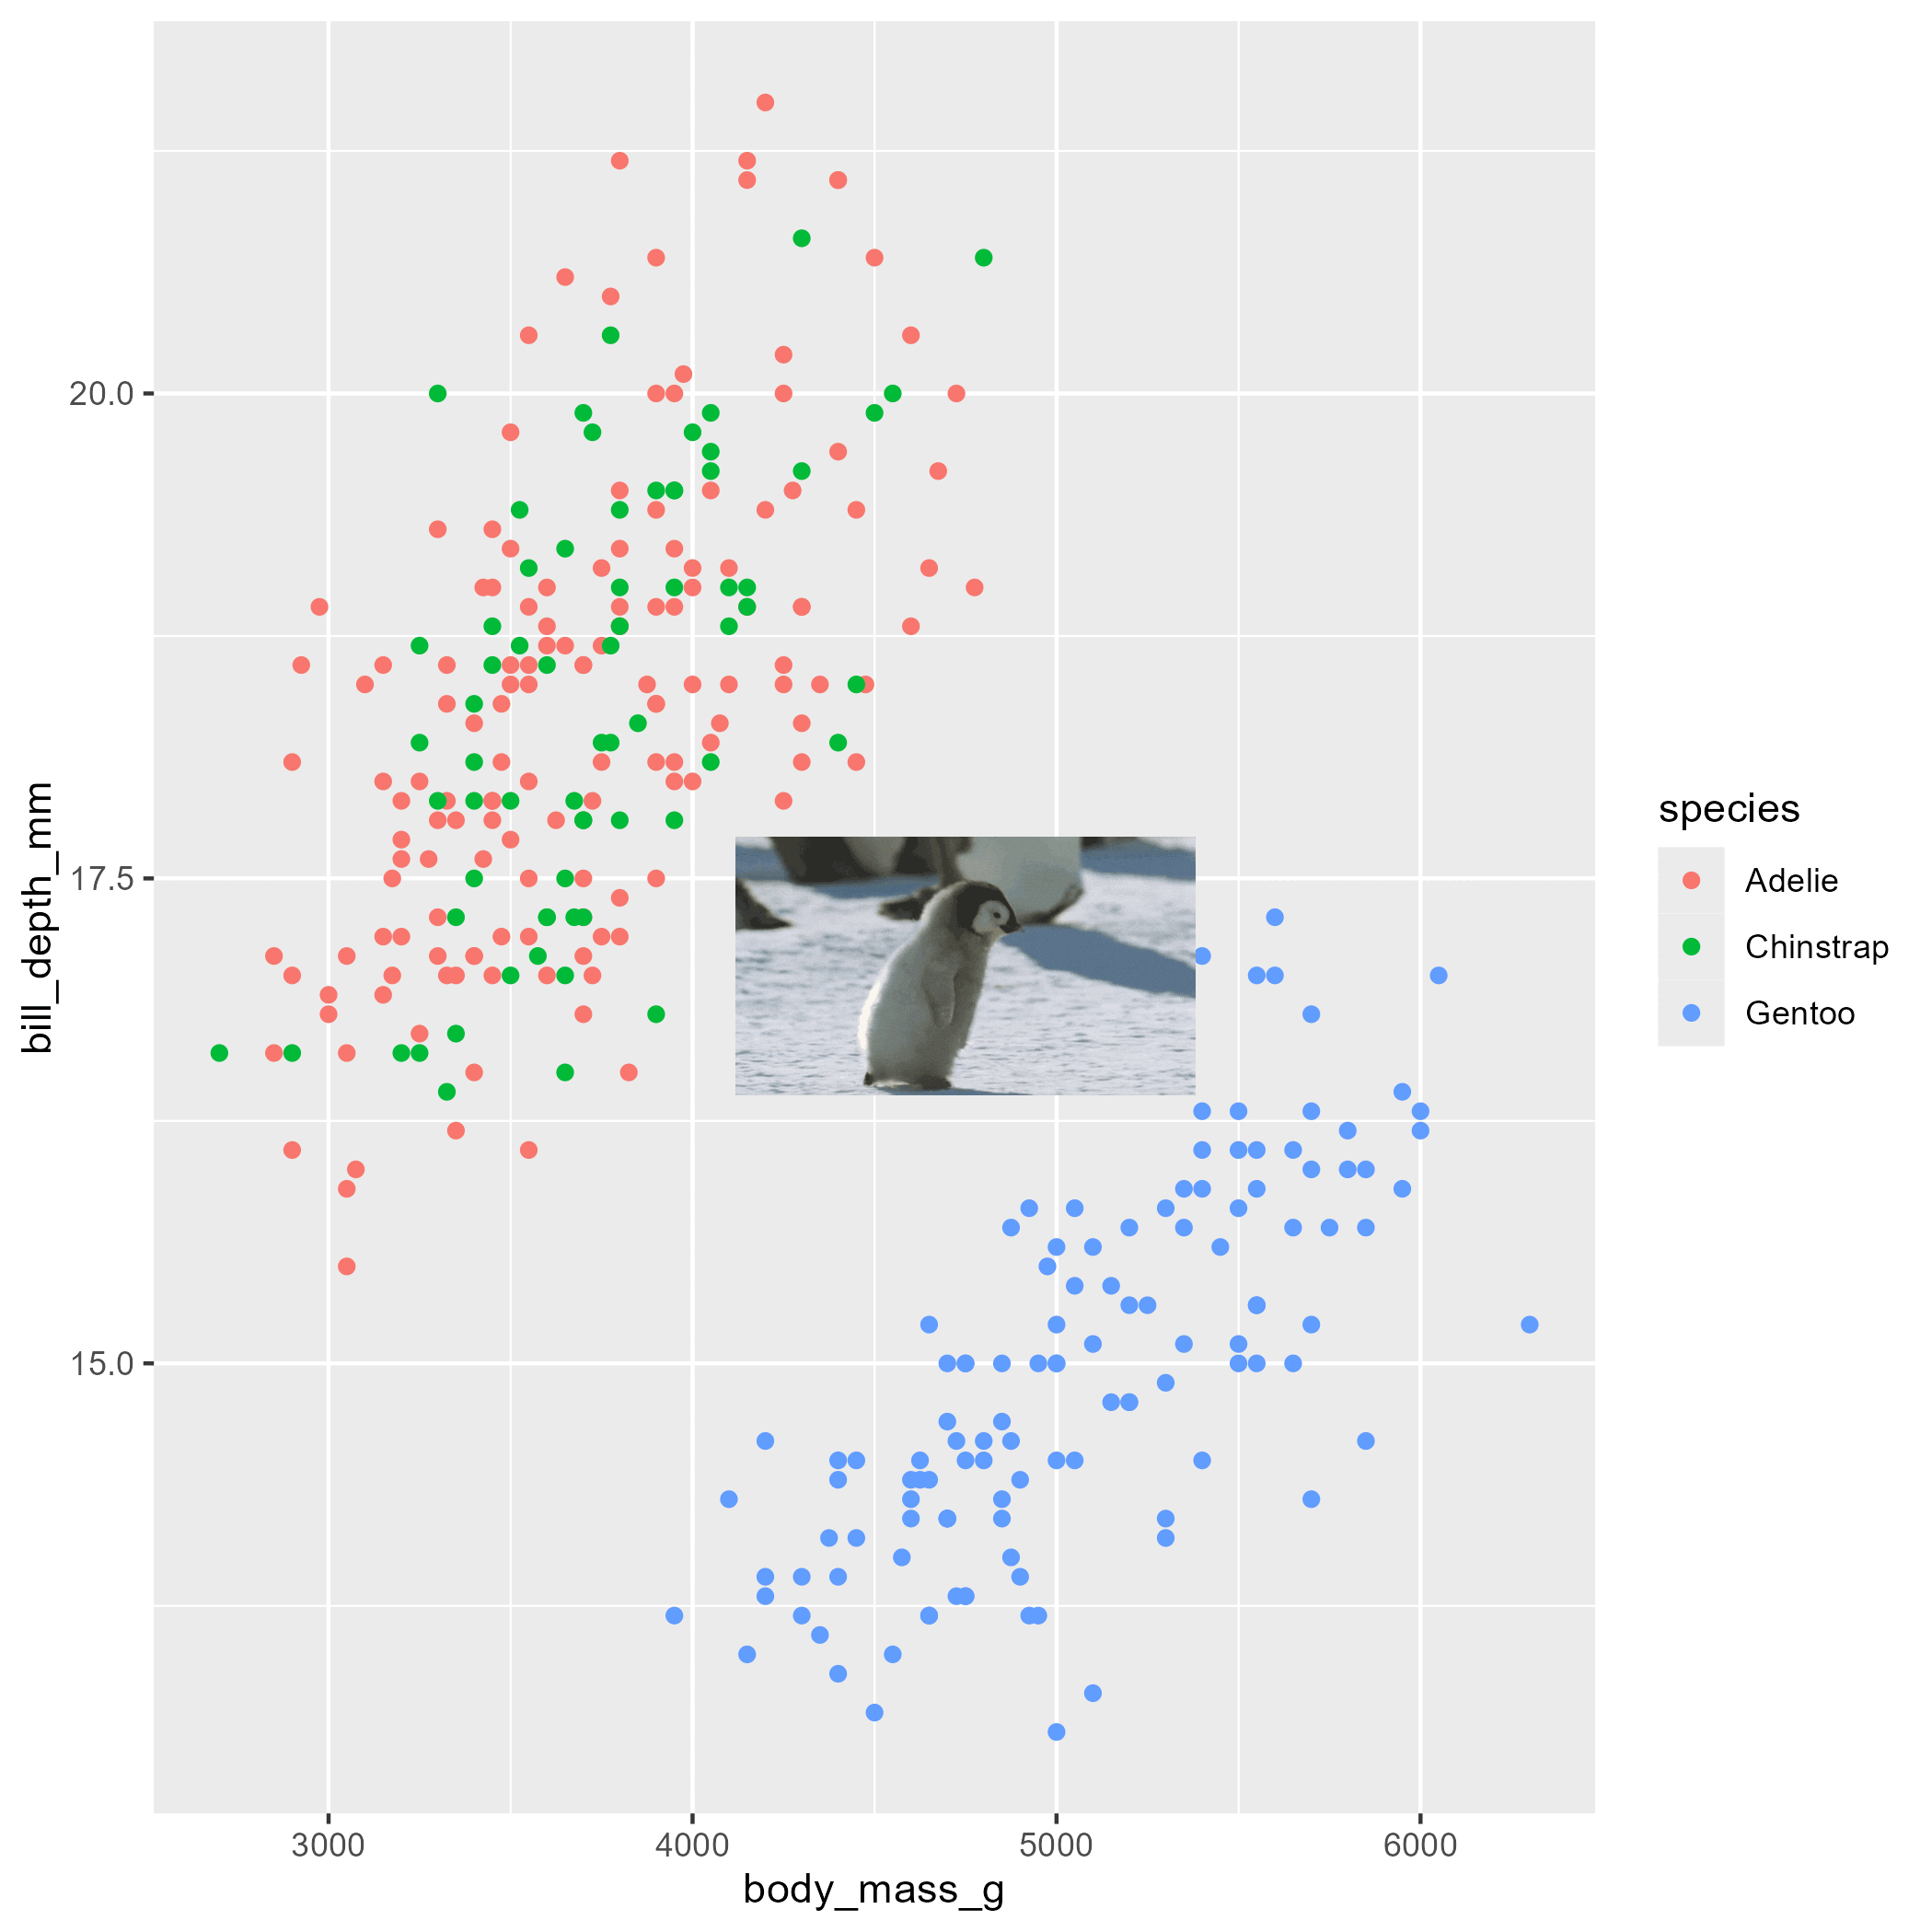 20.0
17.5
15.0
bill_depth_mm
3000 4000 5000 6000
body_mass_g
species
Adelie
Chinstrap
Gentoo